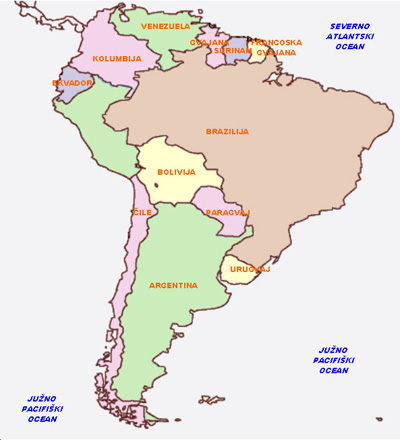 VENEZUELA
SEVERNO
ATLANTSKI
OCEAN
GVAJANA
SURINAM
FRANCOSKA
GVAJANA
KOLUMBIJA
EKVADOR
BRAZILIJA
BOLIVIJA
ČILE
PARAGVAJ
URUGVAJ
ARGENTINA
JUŽNO
PACIFIŠKI
OCEAN
JUŽNO
PACIFIŠKI
OCEAN